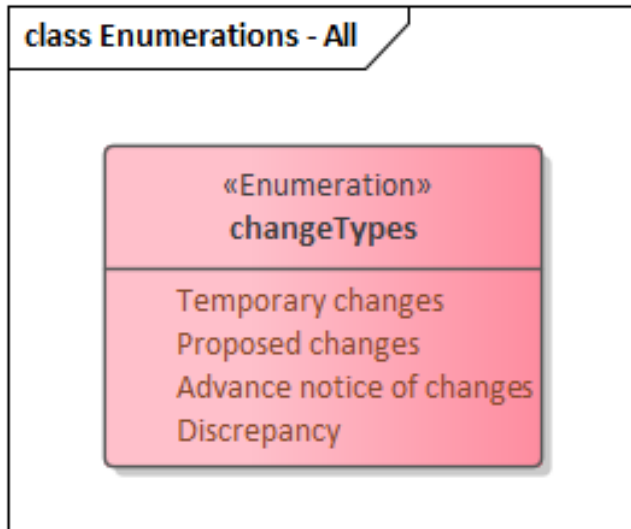 class Enumerations - All
«Enumeration»
changeTypes
Temporary changes
Proposed changes
Advance notice of changes
Discrepancy